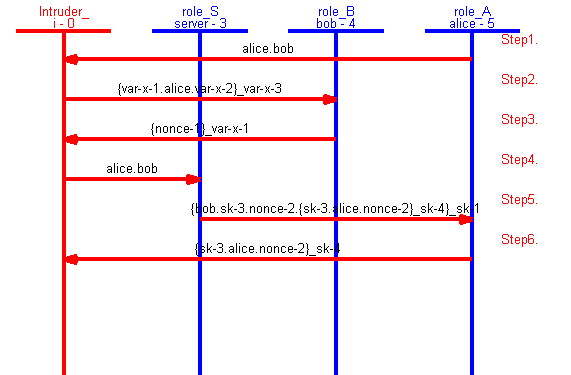 Intruder_
i - 0
role_S
server - 3
role_B
bob - 4
role_A
alice - 5
Step1.
alice.bob
Step2.
{var-x-1.alice.var-x-2}_var-x-3
Step3.
{nonce-1}_var-x-1
Step4.
alice.bob
Step5.
{bob.sk-3.nonce-2.{sk-3.alice.nonce-2}_sk-4}_sk-1
Step6.
{sk-3.alice.nonce-2}_sk-4